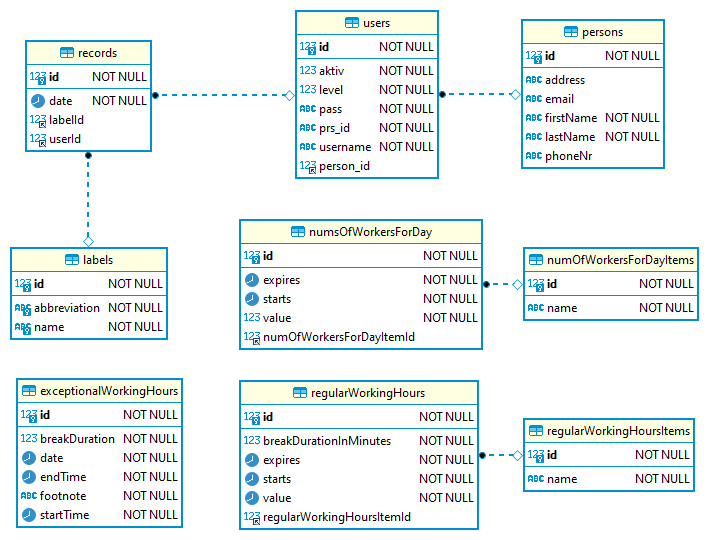 records
123 id NOT NULL
date NOT NULL
123 labelId
123 userId
users
123 id NOT NULL
123 aktiv NOT NULL
123 level NOT NULL
ABC pass NOT NULL
ABC prs_id NOT NULL
ABC username NOT NULL
123 person_id
persons
123 id NOT NULL
ABC address
ABC email
ABC firstName NOT NULL
ABC lastName NOT NULL
ABC phoneNr
labels
123 id NOT NULL
ABC abbreviation NOT NULL
ABC name NOT NULL
numsOfWorkersForDay
123 id NOT NULL
expires NOT NULL
starts NOT NULL
123 value NOT NULL
123 numOfWorkersForDayItemId
numOfWorkersForDayItems
123 id NOT NULL
ABC name NOT NULL
exceptionalWorkingHours
123 id NOT NULL
123 breakDuration NOT NULL
date NOT NULL
endTime NOT NULL
ABC footnote NOT NULL
startTime NOT NULL
regularWorkingHours
123 id NOT NULL
123 breakDurationInMinutes NOT NULL
expires NOT NULL
starts NOT NULL
value NOT NULL
123 regularWorkingHoursItemId
regularWorkingHoursItems
123 id NOT NULL
ABC name NOT NULL